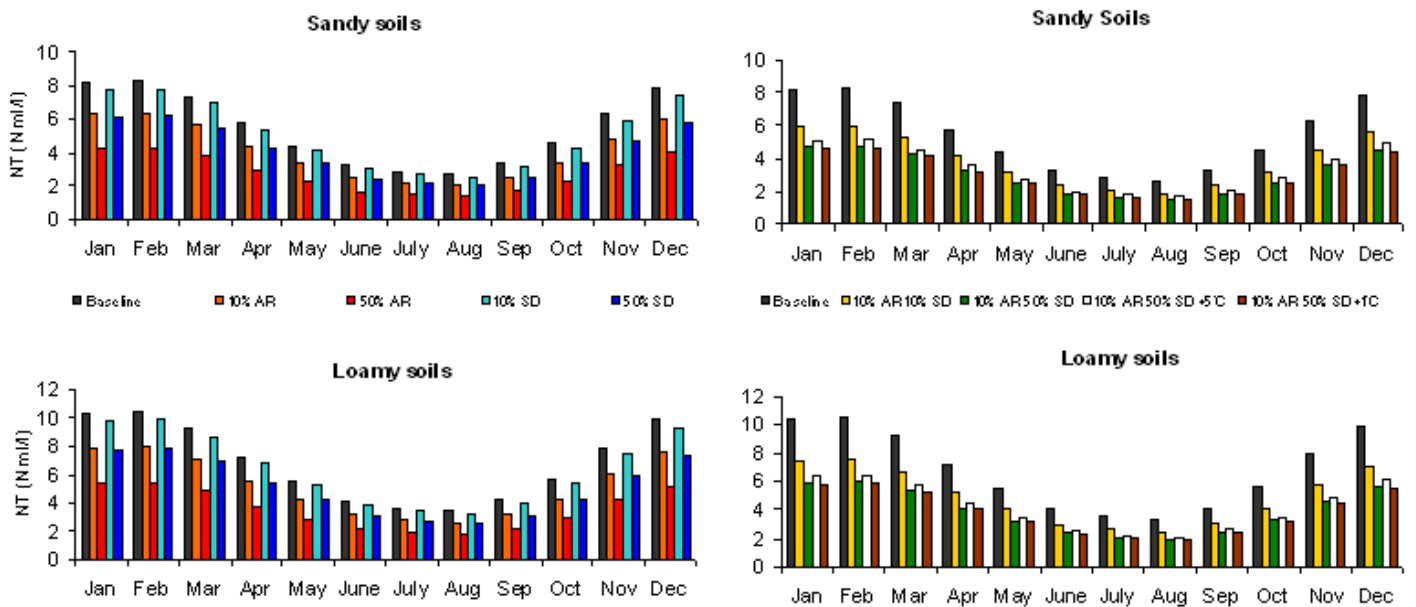 Sandy soils
NT ( N ml/l)
10
8
6
4
2
0
Jan Feb Mar Apr May June July Aug Sep Oct Nov Dec
Baseline 10% AR 50% AR 10% SD 50% SD
Sandy Soils
10
8
6
4
2
0
Jan Feb Mar Apr May June July Aug Sep Oct Nov Dec
Baseline 10% AR 10% SD 10% AR 50% SD 10% AR 50% SD +5°C 10% AR 50% SD +1°C
Loamy soils
NT ( N ml/l)
12
10
8
6
4
2
0
Jan Feb Mar Apr May June July Aug Sep Oct Nov Dec
Loamy soils
12
10
8
6
4
2
0
Jan Feb Mar Apr May June July Aug Sep Oct Nov Dec